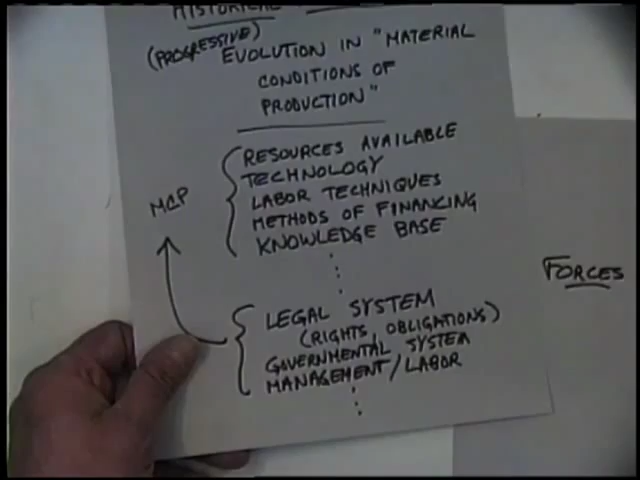 HISTORICAL
(PROGRESSIVE)
EVOLUTION IN "MATERIAL
CONDITIONS OF
PRODUCTION"
RESOURCES AVAILABLE
TECHNOLOGY
LABOR TECHNIQUES
METHODS OF FINANCING
KNOWLEDGE BASE
MCP
LEGAL SYSTEM
(RIGHTS, OBLIGATIONS)
GOVERNMENTAL SYSTEM
MANAGEMENT/LABOR
FORCES